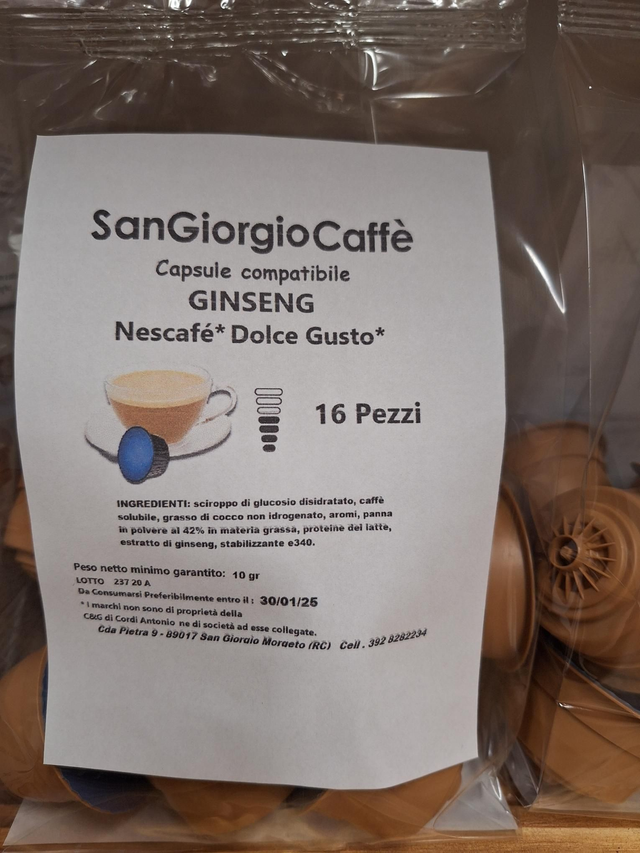 SanGiorgioCaffè
Capsule compatibile
GINSENG
Nescafé* Dolce Gusto*
16 Pezzi
INGREDIENTI: sciroppo di glucosio disidratato, caffè
solubile, grasso di cocco non idrogenato, aromi, panna
in polvere al 42% in materia grassa, proteine del latte,
estratto di ginseng, stabilizzante e340.
Peso netto minimo garantito: 10 gr
LOTTO 237 20 A
Da Consumarsi Preferibilmente entro il : 30/01/25
* I marchi non sono di proprietà della
C&G di Cordi Antonio ne di società ad esse collegate.
Cda Pietra 9 - 89017 San Giorgio Morgeto (RC) Cell . 392 8282234